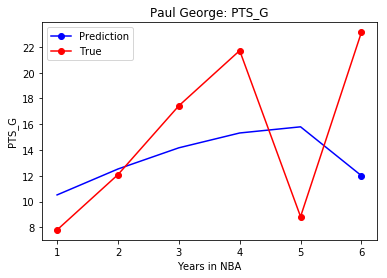 Paul George: PTS_G
Prediction
True
PTS_G
22
20
18
16
14
12
10
8
1 2 3 4 5 6
Years in NBA